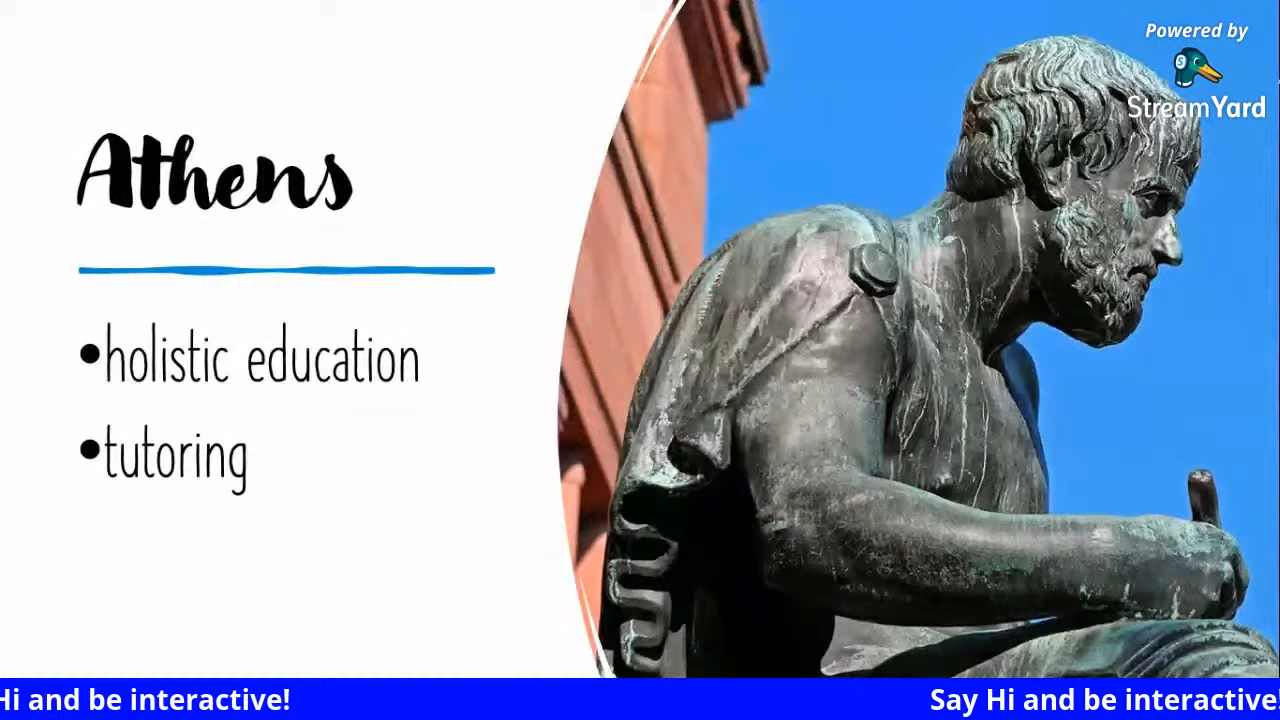 Powered by
StreamYard
Athens
•holistic education
•tutoring
Hi and be interactive!
Say Hi and be interactive!